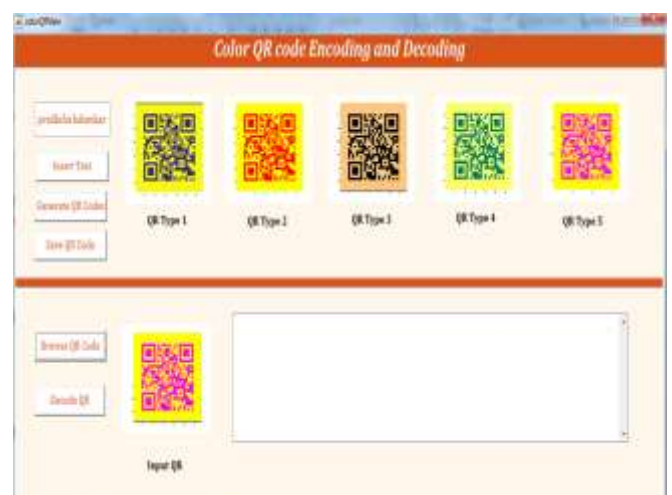 colorQRView
Color QR code Encoding and Decoding
Insert Text
Generate QR Codes
Save QR Code
QR Type 1
QR Type 2
QR Type 3
QR Type 4
QR Type 5
Browse QR Code
Decode QR
Input QR